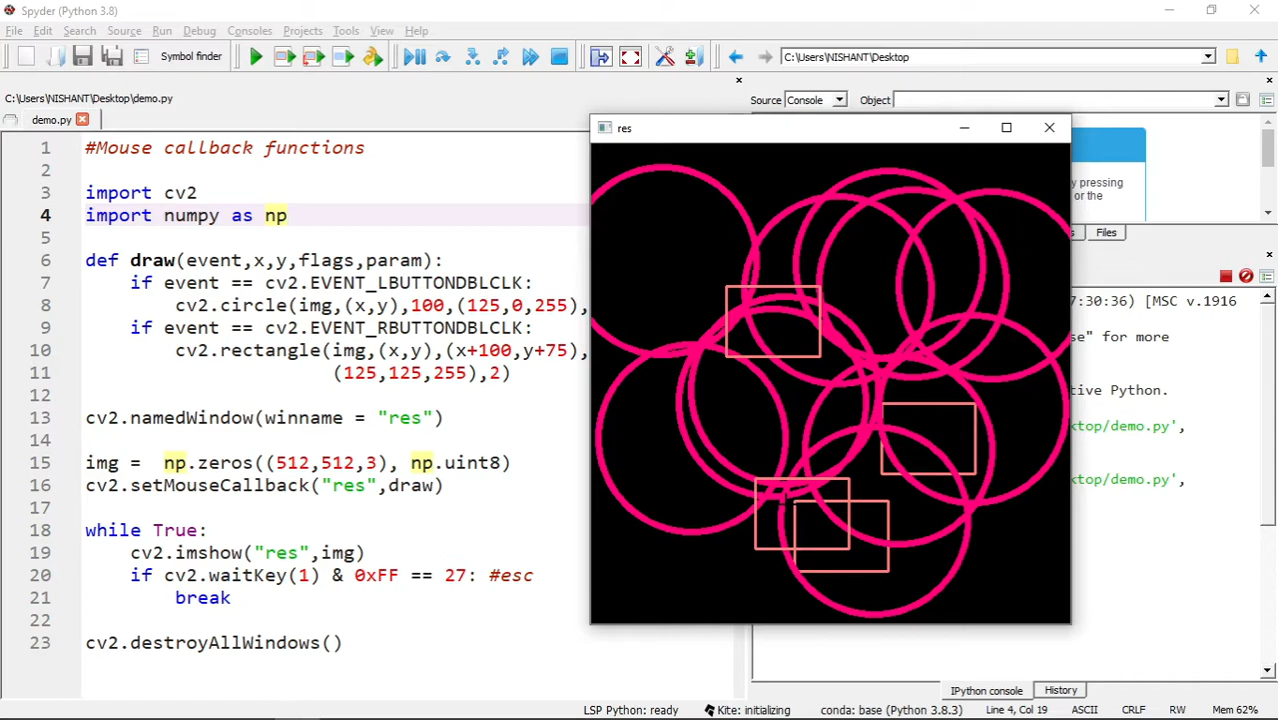 Spyder (Python 3.8)
File Edit Search Source Run Debug Consoles Projects Tools View Help
Symbol finder
C:\Users\NISHANT\Desktop
C:\Users\NISHANT\Desktop\demo.py
Source Console Object
demo.py
res
1 #Mouse callback functions
2
3 import cv2
4 import numpy as np
5
6 def draw(event,x,y,flags,param):
7 if event == cv2.EVENT_LBUTTONDBLCLK:
8 cv2.circle(img,(x,y),100,(125,0,255),
9 if event == cv2.EVENT_RBUTTONDBLCLK:
10 cv2.rectangle(img,(x,y),(x+100,y+75),
11 (125,125,255),2)
12
13 cv2.namedWindow(winname = "res")
14
15 img = np.zeros((512,512,3), np.uint8)
16 cv2.setMouseCallback("res",draw)
17
18 while True:
19 cv2.imshow("res",img)
20 if cv2.waitKey(1) & 0xFF == 27: #esc
21 break
22
23 cv2.destroyAllWindows()
y pressing
or the
s Files
7:30:36) [MSC v.1916
e" for more
tive Python.
ktop/demo.py',
ktop/demo.py',
IPython console History
LSP Python: ready Kite: initializing conda: base (Python 3.8.3) Line 4, Col 19 ASCII CRLF RW Mem 62%